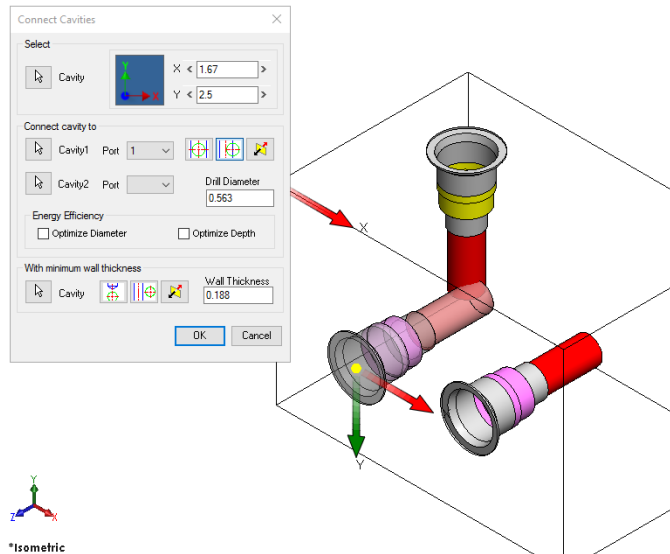 Connect Cavities
Select
Cavity
Y
X
X < 1.67 >
Y < 2.5 >
Connect cavity to
Cavity1 Port 1
Cavity2 Port
Drill Diameter
0.563
Energy Efficiency
Optimize Diameter
Optimize Depth
With minimum wall thickness
Cavity
Wall Thickness
0.188
OK
Cancel
X
Y
Y
Z
X
*Isometric